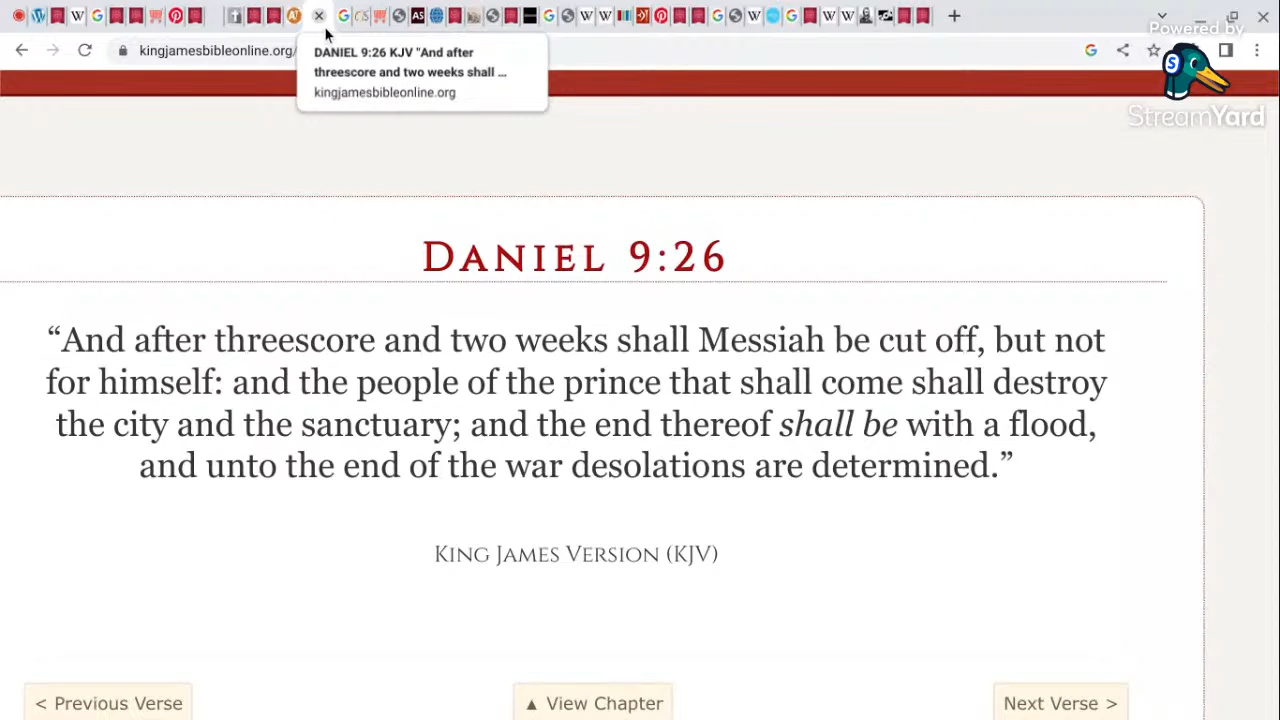 Powered by
StreamYard
kingjamesbibleonline.org/
DANIEL 9:26 KJV "And after
threescore and two weeks shall ...
kingjamesbibleonline.org
DANIEL 9:26
“And after threescore and two weeks shall Messiah be cut off, but not
for himself: and the people of the prince that shall come shall destroy
the city and the sanctuary; and the end thereof shall be with a flood,
and unto the end of the war desolations are determined.”
KING JAMES VERSION (KJV)
< Previous Verse
▲ View Chapter
Next Verse >